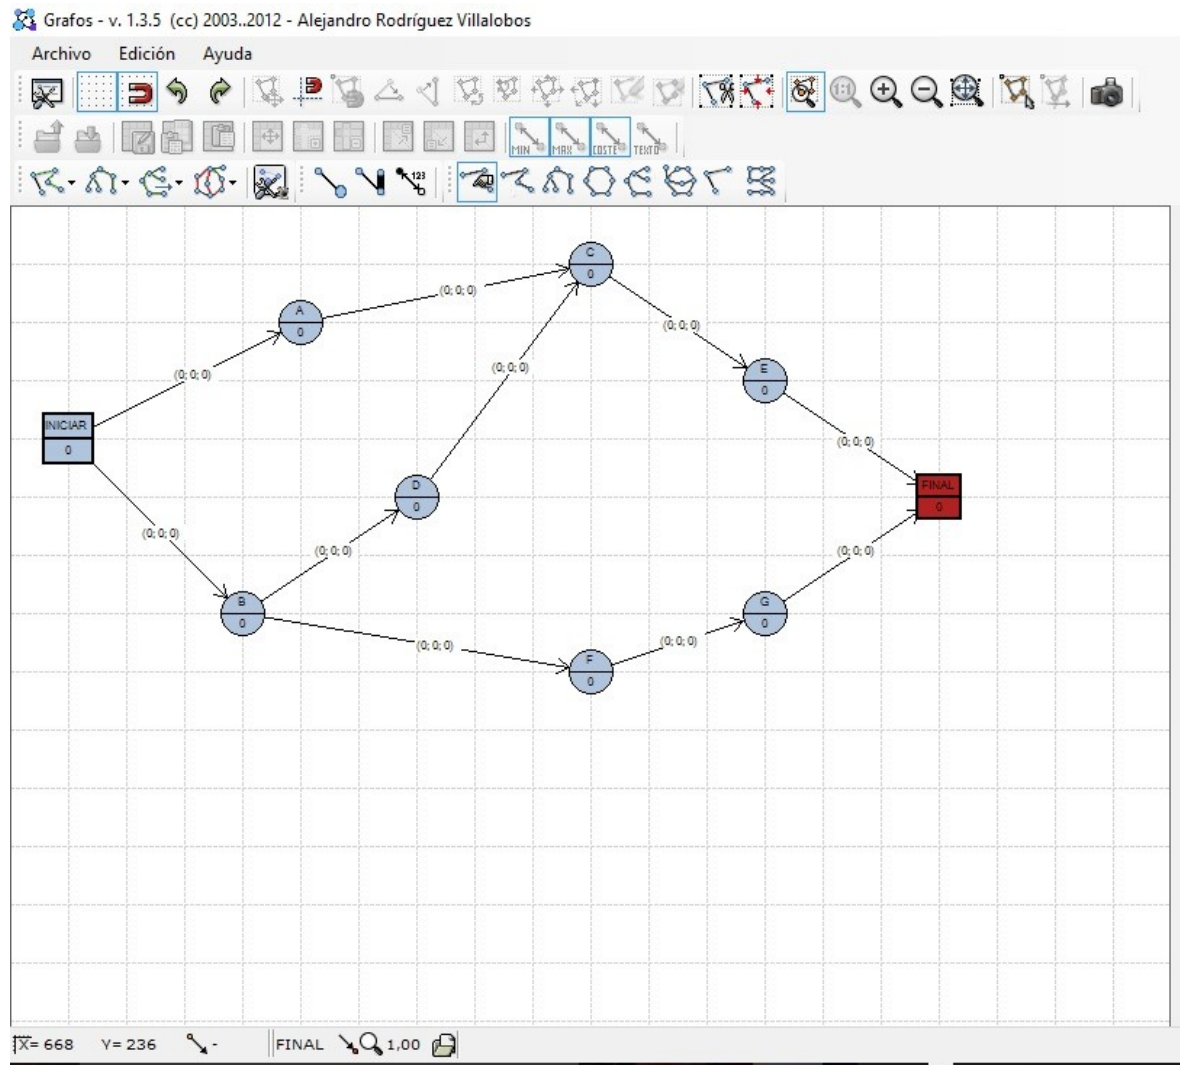 Grafos - v. 1.3.5 (cc) 2003..2012 - Alejandro Rodríguez Villalobos
Archivo Edición Ayuda
1:1
MIN MAX COSTE TEXTO
123
C
0
(0; 0; 0)
A
0
(0; 0; 0)
(0; 0; 0)
E
0
(0; 0; 0)
INICIAR
0
(0; 0; 0)
D
0
FINAL
0
(0; 0; 0)
(0; 0; 0)
(0; 0; 0)
B
0
G
0
(0; 0; 0)
(0; 0; 0)
F
0
X= 668 Y= 236 - FINAL 1,00